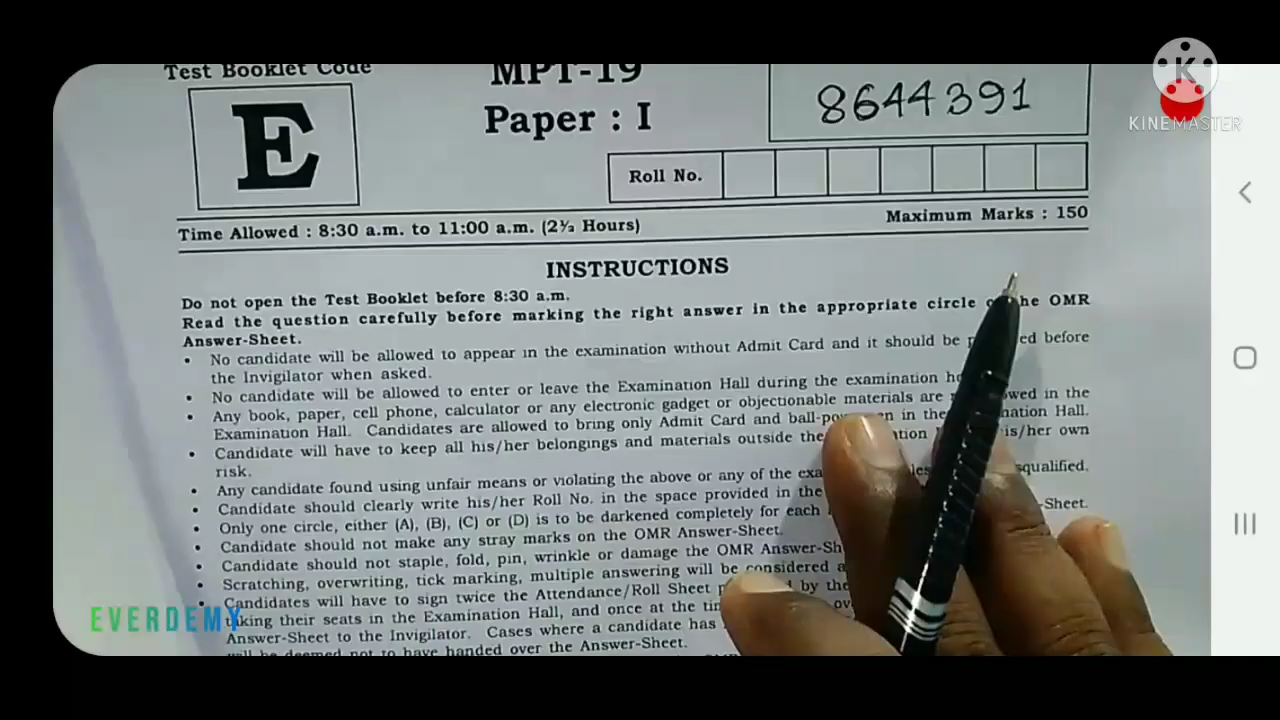 Test Booklet Code
MPT-19
E
Paper : I
8644391
Roll No.
Time Allowed : 8:30 a.m. to 11:00 a.m. (2½ Hours)
Maximum Marks : 150
INSTRUCTIONS
Do not open the Test Booklet before 8:30 a.m.
Read the question carefully before marking the right answer in the appropriate circle the OMR
Answer-Sheet.
• No candidate will be allowed to appear in the examination without Admit Card and it should be before
the Invigilator when asked.
• No candidate will be allowed to enter or leave the Examination Hall during the examination
• Any book, paper, cell phone, calculator or any electronic gadget or objectionable materials are in the
Examination Hall. Candidates are allowed to bring only Admit Card and in the Hall.
• Candidate will have to keep all his/her belongings and materials outside the own
risk.
• Any candidate found using unfair means or violating the above or any of the
• Candidate should clearly write his/her Roll No. in the space provided in the
• Only one circle, either (A), (B), (C) or (D) is to be darkened completely for each
• Candidate should not make any stray marks on the OMR Answer-Sheet.
• Candidate should not staple, fold, pin, wrinkle or damage the OMR
• Scratching, overwriting, tick marking, multiple answering will be considered
• Candidates will have to sign twice the Attendance/Roll Sheet by the
taking their seats in the Examination Hall, and once at the
Answer-Sheet to the Invigilator. Cases where a candidate has
will be deemed not to have handed over the Answer-Sheet.
KINEMASTER
EVERDEMY